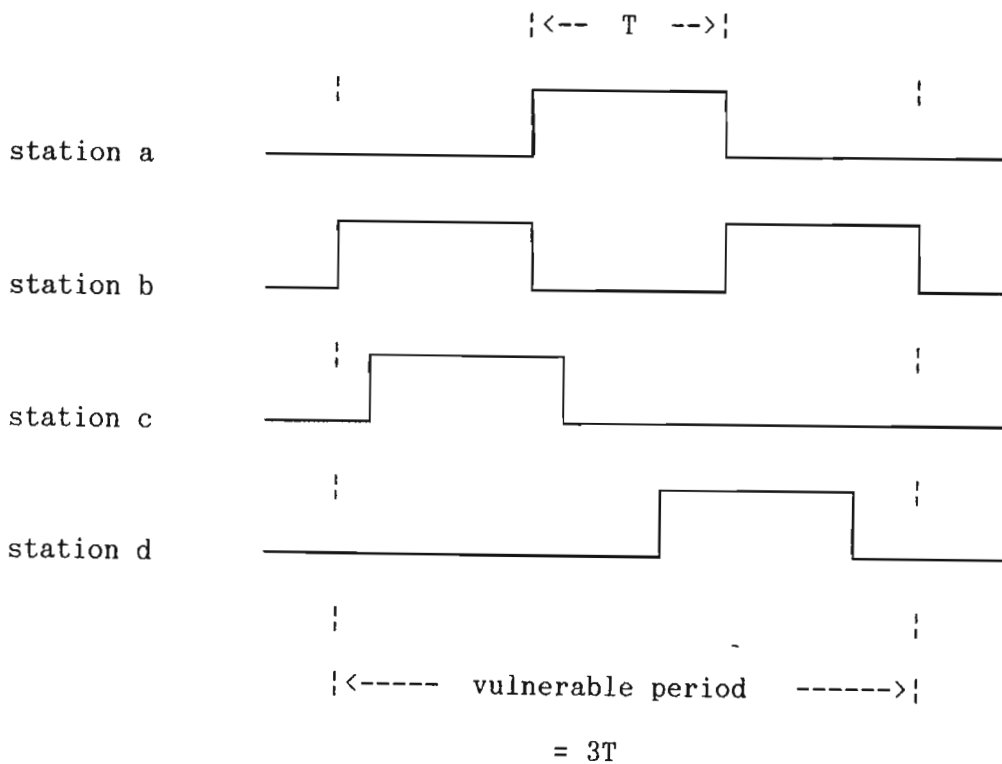 ¦<-- T -->¦
station a
station b
station c
station d
¦<----- vulnerable period ------>¦
= 3T